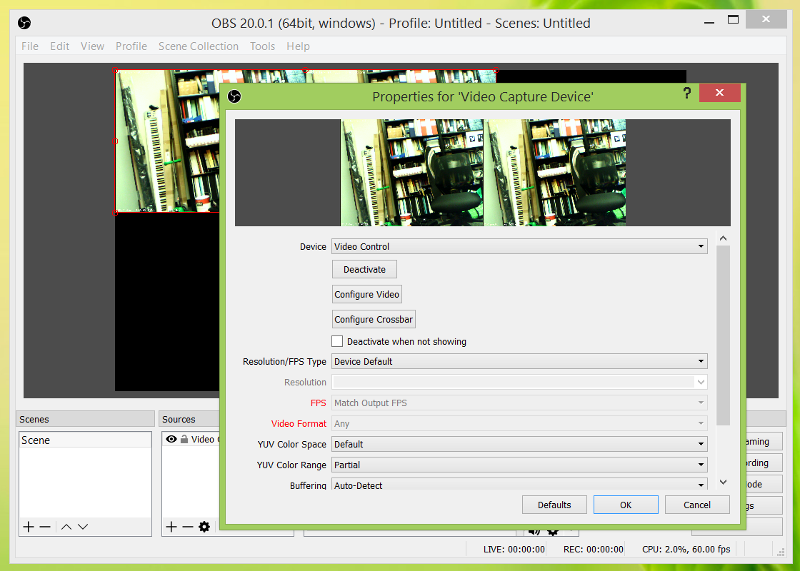 OBS 20.0.1 (64bit, windows) - Profile: Untitled - Scenes: Untitled
File Edit View Profile Scene Collection Tools Help
Properties for 'Video Capture Device'
?
Device Video Control
Deactivate
Configure Video
Configure Crossbar
Deactivate when not showing
Resolution/FPS Type Device Default
Resolution
FPS Match Output FPS
Video Format Any
YUV Color Space Default
YUV Color Range Partial
Buffering Auto-Detect
Defaults OK Cancel
Scenes
Scene
Sources
Video
LIVE: 00:00:00 REC: 00:00:00 CPU: 2.0%, 60.00 fps